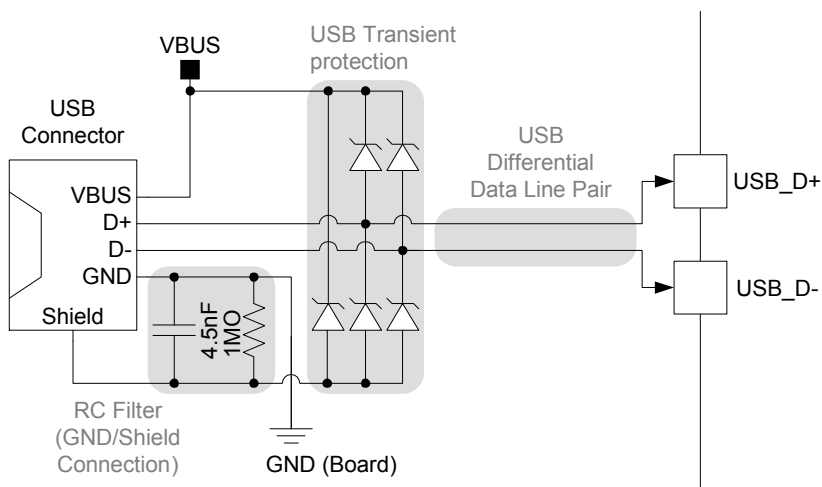 VBUS
USB Transient
protection
USB
Connector
USB
Differential
Data Line Pair
VBUS
D+
D-
GND
Shield
4.5nF
1MO
USB_D+
USB_D-
RC Filter
(GND/Shield
Connection)
GND (Board)